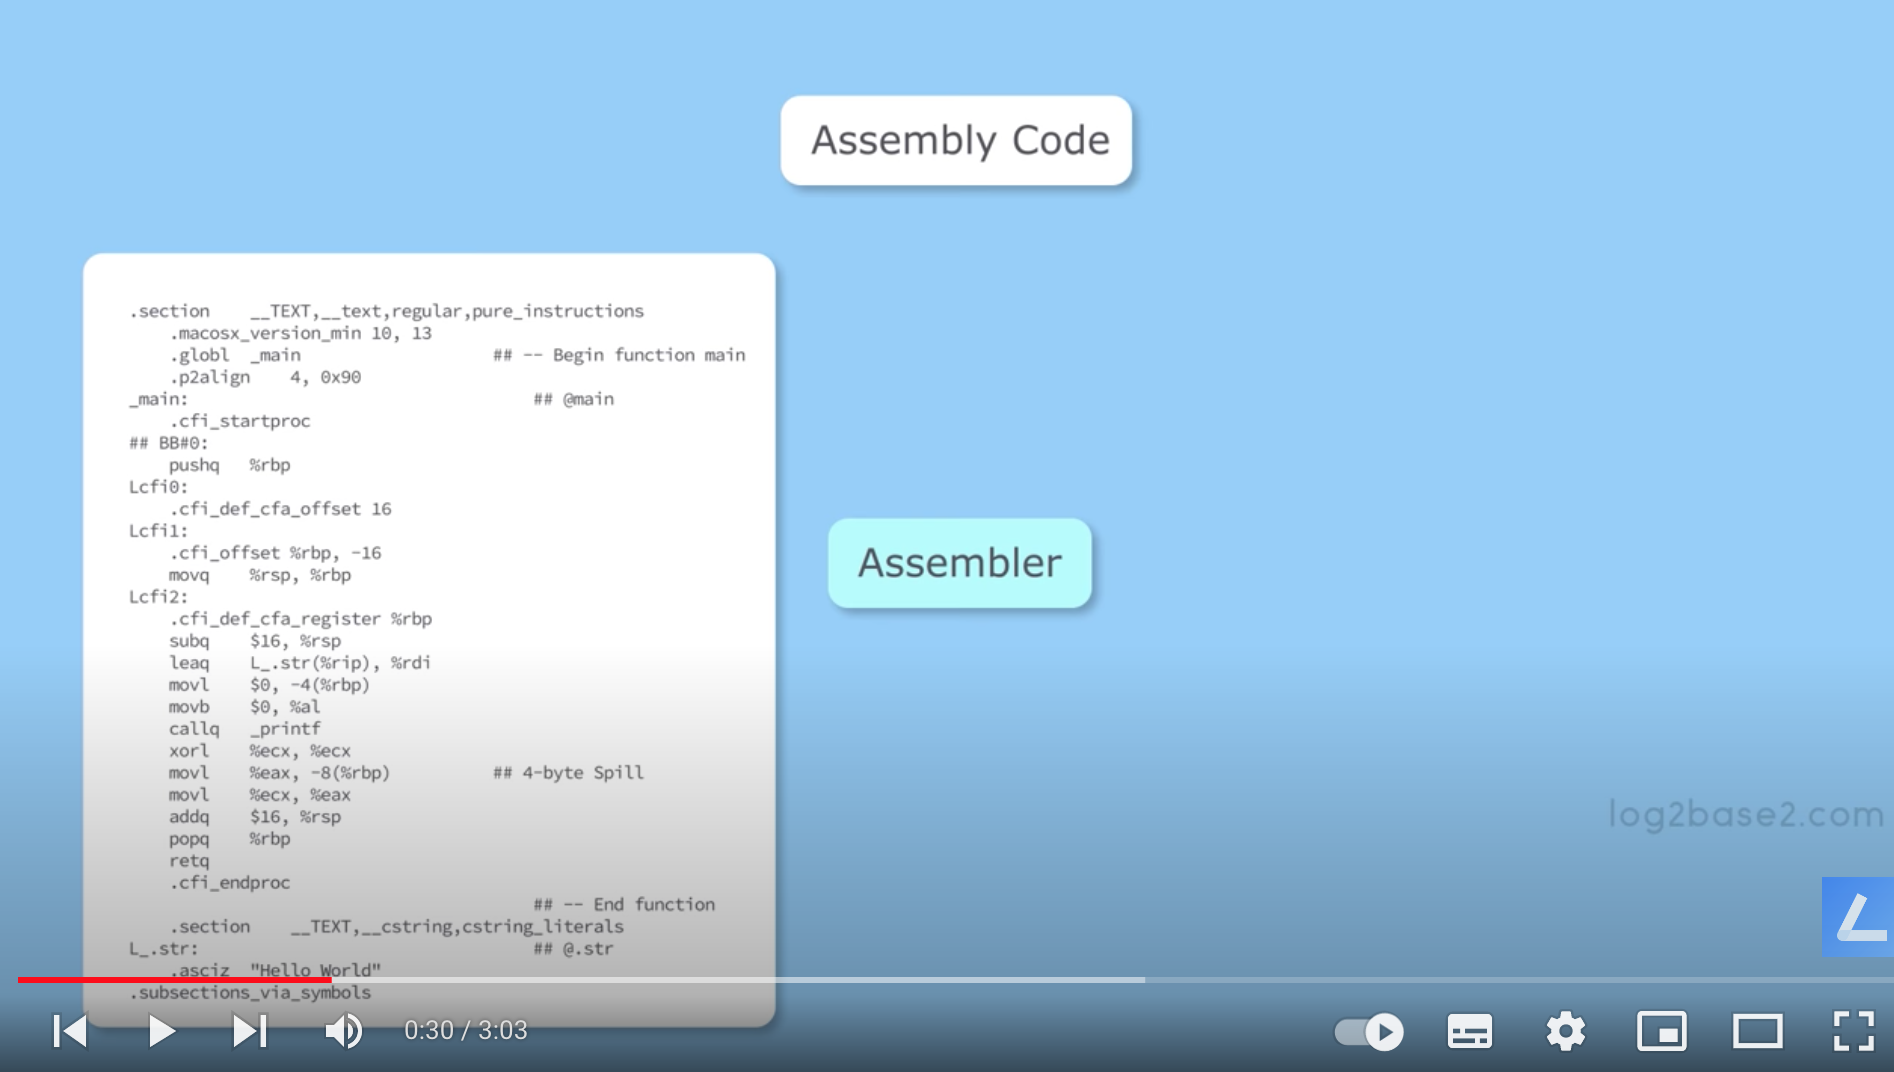 Assembly Code
.section    __TEXT,__text,regular,pure_instructions
    .macosx_version_min 10, 13
    .globl  _main                   ## -- Begin function main
    .p2align    4, 0x90
_main:                                  ## @main
    .cfi_startproc
## BB#0:
    pushq   %rbp
Lcfi0:
    .cfi_def_cfa_offset 16
Lcfi1:
    .cfi_offset %rbp, -16
    movq    %rsp, %rbp
Lcfi2:
    .cfi_def_cfa_register %rbp
    subq    $16, %rsp
    leaq    L_.str(%rip), %rdi
    movl    $0, -4(%rbp)
    movb    $0, %al
    callq   _printf
    xorl    %ecx, %ecx
    movl    %eax, -8(%rbp)          ## 4-byte Spill
    movl    %ecx, %eax
    addq    $16, %rsp
    popq    %rbp
    retq
    .cfi_endproc
                                        ## -- End function
    .section    __TEXT,__cstring,cstring_literals
L_.str:                                 ## @.str
    .asciz  "Hello World"
.subsections_via_symbols
Assembler
log2base2.com
0:30 / 3:03